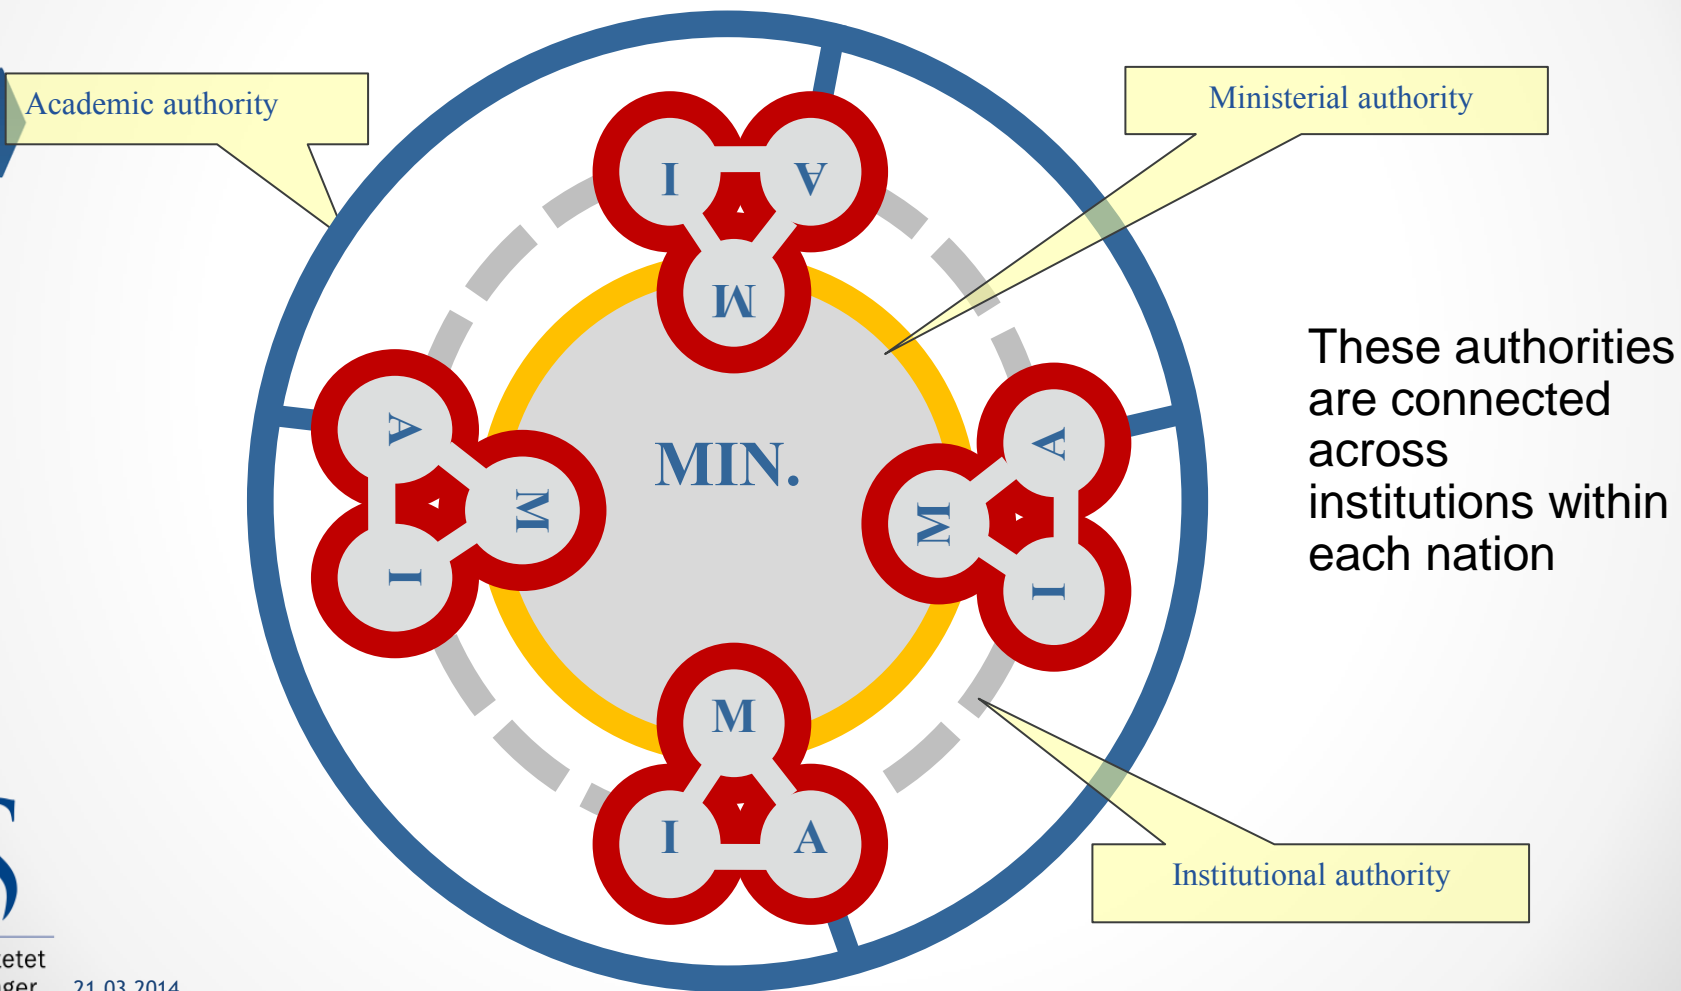 Academic authority
Ministerial authority
I A
M
A
M
I
MIN.
A
M
I
M
I A
These authorities
are connected
across
institutions within
each nation
Institutional authority
21.03.2014